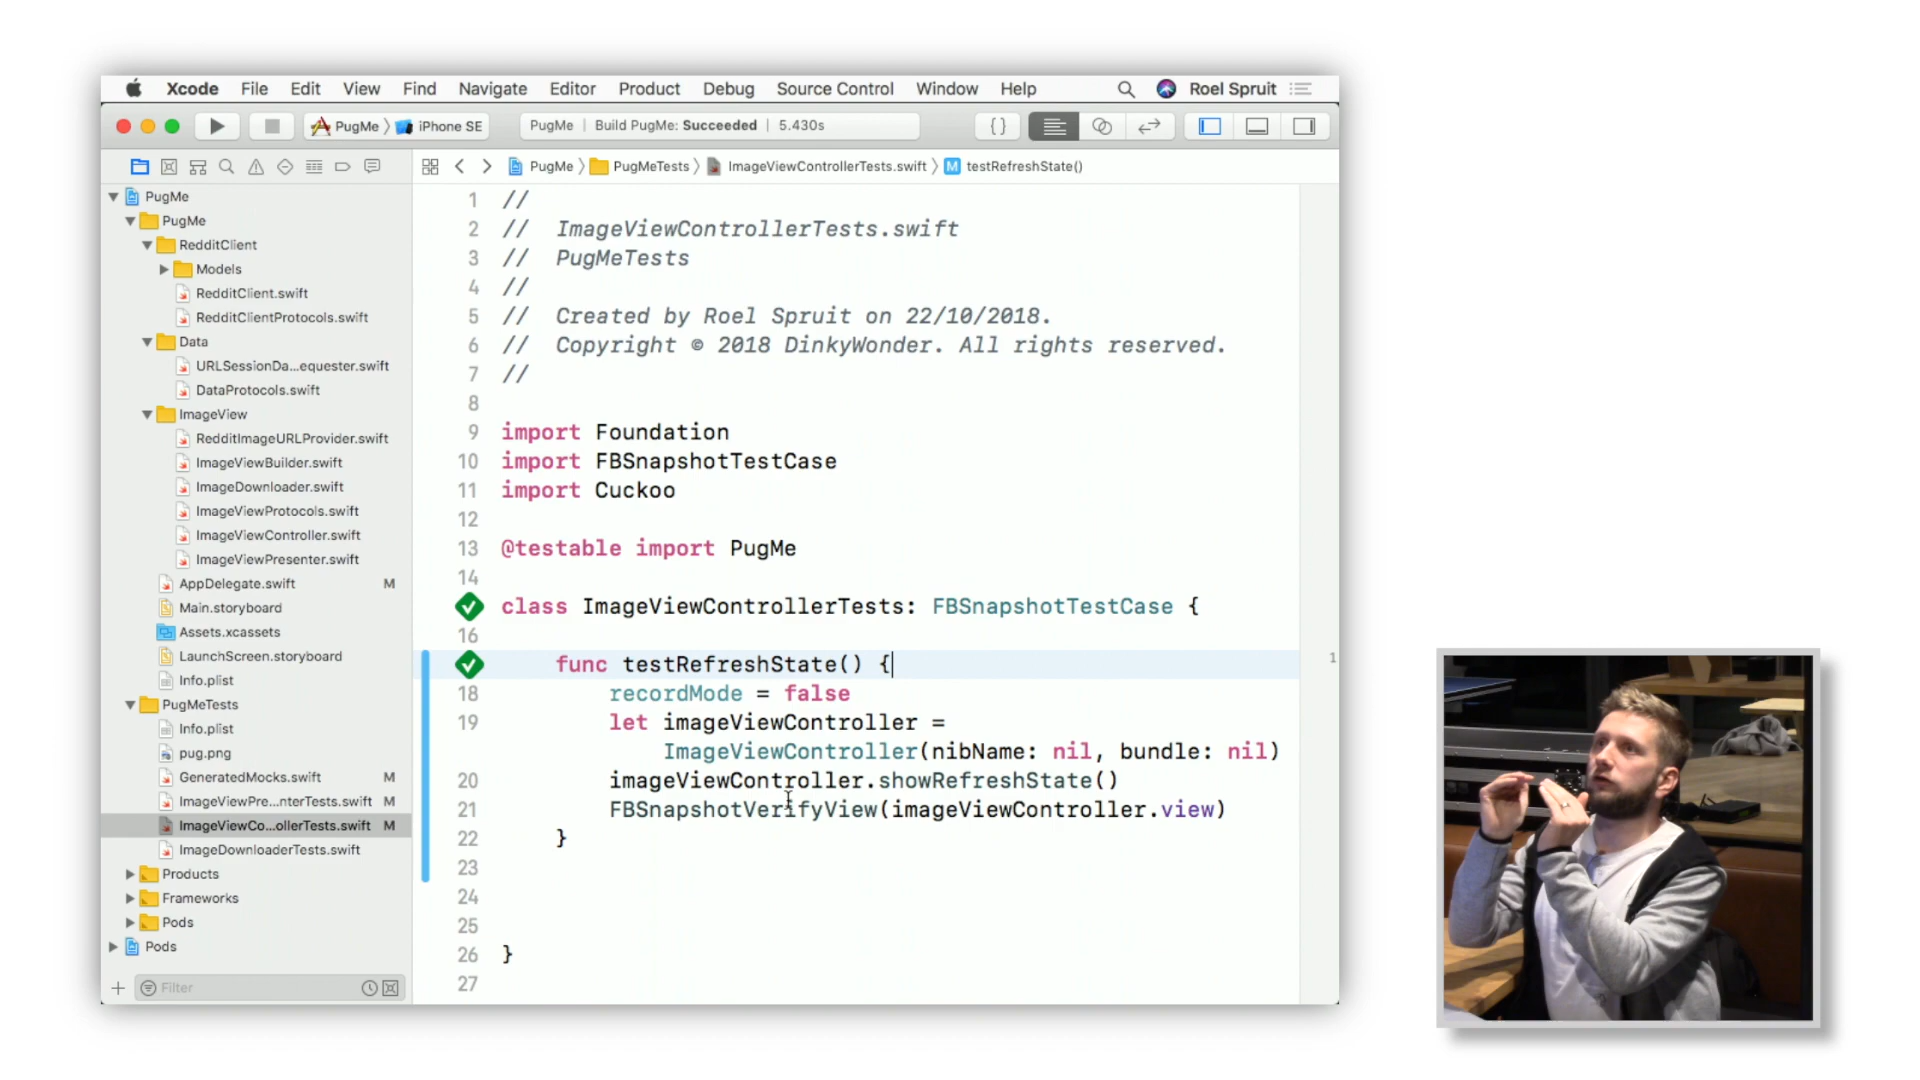 Xcode File Edit View Find Navigate Editor Product Debug Source Control Window Help Roel Spruit
PugMe iPhone SE PugMe | Build PugMe: Succeeded | 5.430s { }
PugMe PugMeTests ImageViewControllerTests.swift M testRefreshState()
PugMe
PugMe
RedditClient
Models
RedditClient.swift
RedditClientProtocols.swift
Data
URLSessionDa...equester.swift
DataProtocols.swift
ImageView
RedditImageURLProvider.swift
ImageViewBuilder.swift
ImageDownloader.swift
ImageViewProtocols.swift
ImageViewController.swift
ImageViewPresenter.swift
AppDelegate.swift M
Main.storyboard
Assets.xcassets
LaunchScreen.storyboard
Info.plist
PugMeTests
Info.plist
pug.png
GeneratedMocks.swift M
ImageViewPre...nterTests.swift M
ImageViewCo...ollerTests.swift M
ImageDownloaderTests.swift
Products
Frameworks
Pods
Pods
Filter
1 //
2 // ImageViewControllerTests.swift
3 // PugMeTests
4 //
5 // Created by Roel Spruit on 22/10/2018.
6 // Copyright © 2018 DinkyWonder. All rights reserved.
7 //
8
9 import Foundation
10 import FBSnapshotTestCase
11 import Cuckoo
12
13 @testable import PugMe
14
class ImageViewControllerTests: FBSnapshotTestCase {
16
func testRefreshState() {
18 recordMode = false
19 let imageViewController =
ImageViewController(nibName: nil, bundle: nil)
20 imageViewController.showRefreshState()
21 FBSnapshotVerifyView(imageViewController.view)
22 }
23
24
25
26 }
27
1